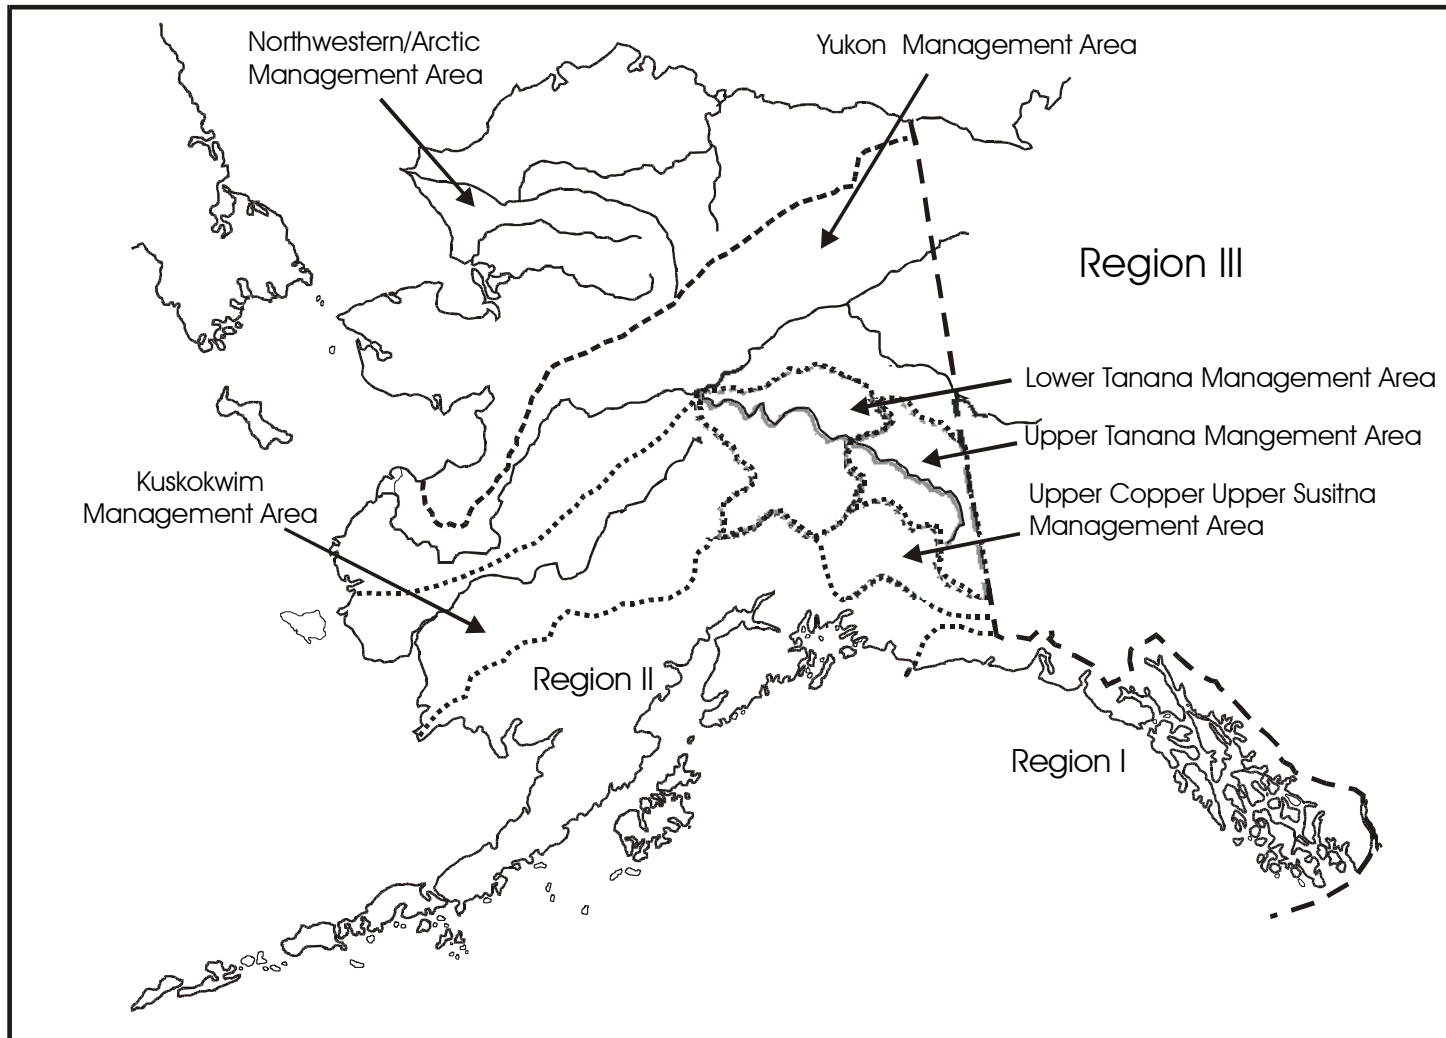 Northwestern/Arctic
Management Area
Yukon Management Area
Region III
Lower Tanana Management Area
Upper Tanana Mangement Area
Kuskokwim
Management Area
Upper Copper Upper Susitna
Management Area
Region II
Region I